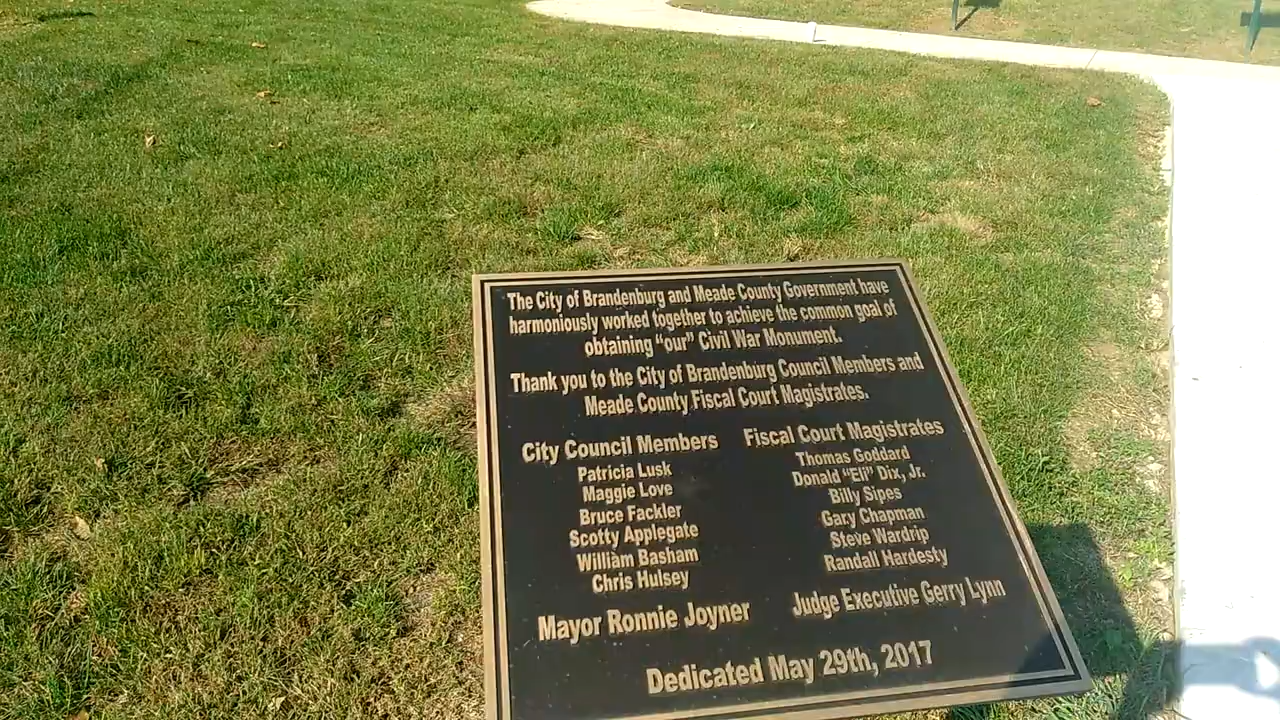 The City of Brandenburg and Meade County Government have
harmoniously worked together to achieve the common goal of
obtaining "our" Civil War Monument.
Thank you to the City of Brandenburg Council Members and
Meade County Fiscal Court Magistrates.
City Council Members
Patricia Lusk
Maggie Love
Bruce Fackler
Scotty Applegate
William Basham
Chris Hulsey
Mayor Ronnie Joyner
Fiscal Court Magistrates
Thomas Goddard
Donald "Eli" Dix, Jr.
Billy Sipes
Gary Chapman
Steve Wardrip
Randall Hardesty
Judge Executive Gerry Lynn
Dedicated May 29th, 2017